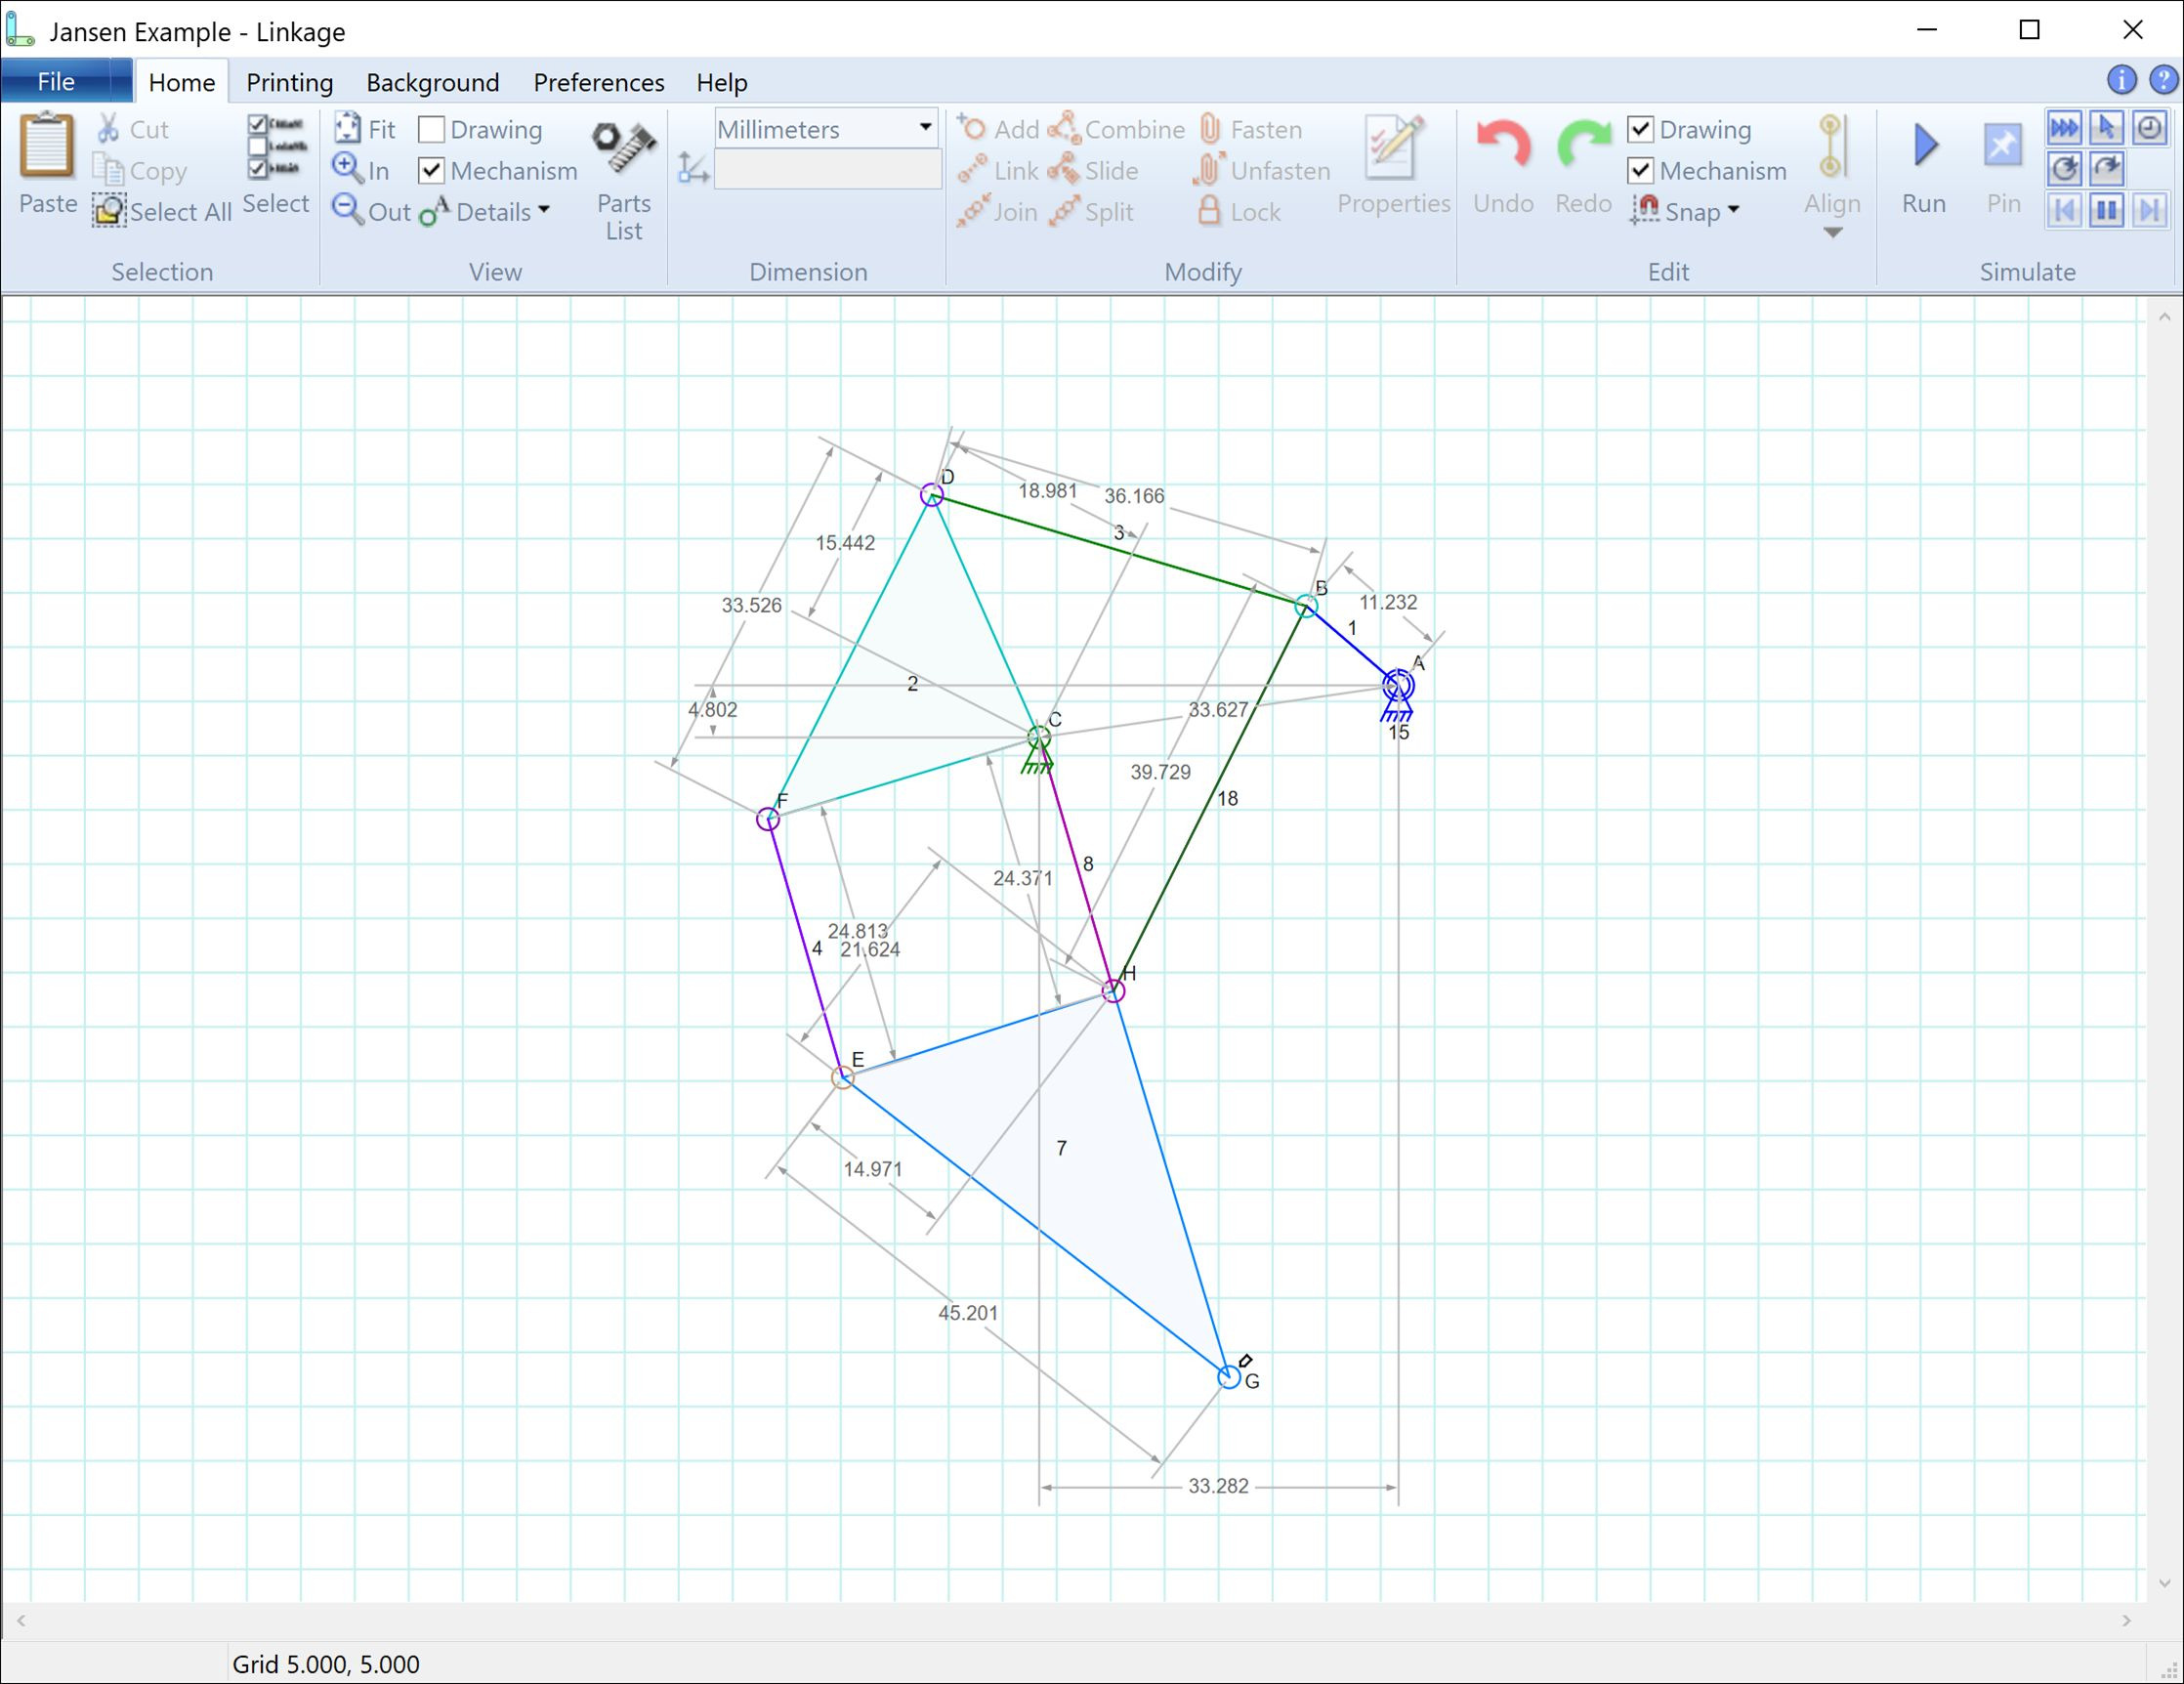 Jansen Example - Linkage
File Home Printing Background Preferences Help
Paste Cut Copy Select All Select
Selection
Fit In Out Drawing Mechanism Details Parts List
View
Millimeters
Dimension
Add Combine Fasten
Link Slide Unfasten
Join Split Lock
Properties
Modify
Undo Redo Drawing Mechanism Snap Align
Edit
Run Pin
Simulate
D
18.981 36.166
3
15.442
B
33.526
11.232
1
A
2
4.802
33.627
C
15
39.729
F
18
8
24.371
24.813
4 21.624
H
E
7
14.971
45.201
G
33.282
Grid 5.000, 5.000